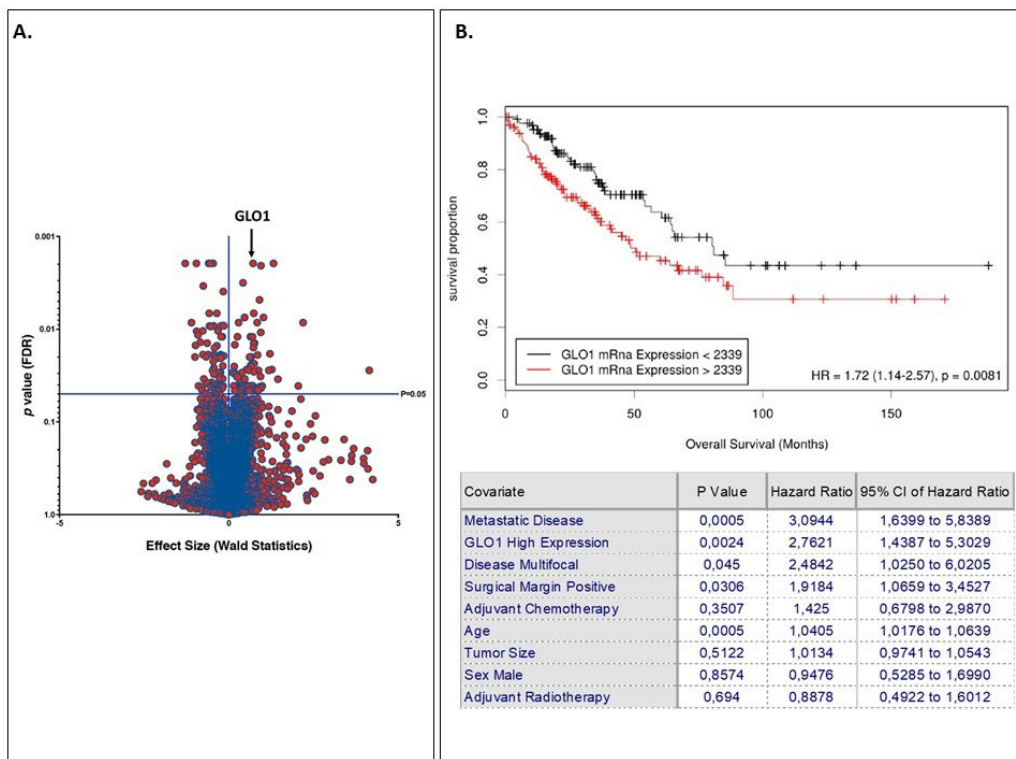 A.
GLO1
0.001
0.01
0.1
1.0
p value (FDR)
P=0.05
-5
0
5
Effect Size (Wald Statistics)
B.
1.0
0.8
0.6
0.4
0.2
0.0
survival proportion
GLO1 mRna Expression < 2339
GLO1 mRna Expression > 2339
HR = 1.72 (1.14-2.57), p = 0.0081
0 50 100 150
Overall Survival (Months)
Covariate P Value Hazard Ratio 95% CI of Hazard Ratio
Metastatic Disease 0,0005 3,0944 1,6399 to 5,8389
GLO1 High Expression 0,0024 2,7621 1,4387 to 5,3029
Disease Multifocal 0,045 2,4842 1,0250 to 6,0205
Surgical Margin Positive 0,0306 1,9184 1,0659 to 3,4527
Adjuvant Chemotherapy 0,3507 1,425 0,6798 to 2,9870
Age 0,0005 1,0405 1,0176 to 1,0639
Tumor Size 0,5122 1,0134 0,9741 to 1,0543
Sex Male 0,8574 0,9476 0,5285 to 1,6990
Adjuvant Radiotherapy 0,694 0,8878 0,4922 to 1,6012